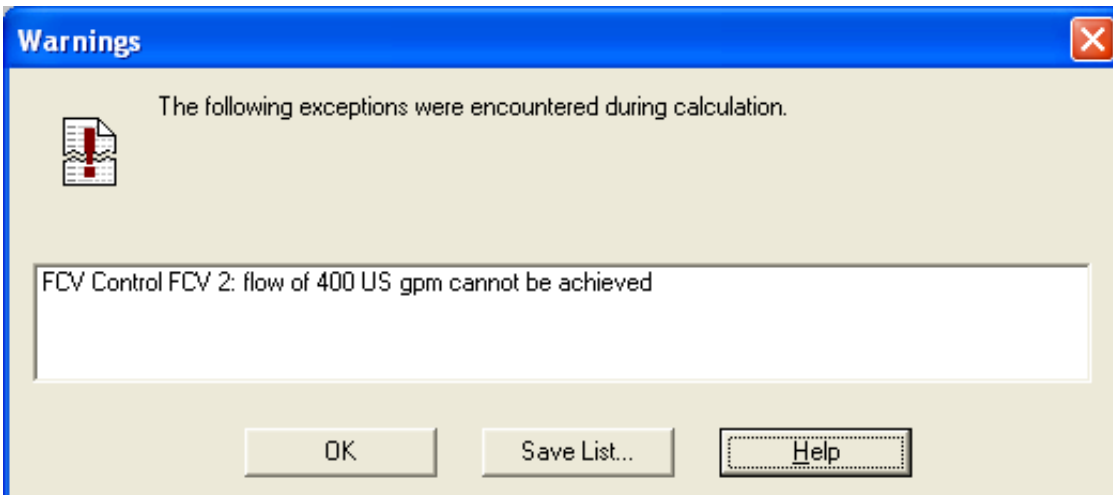 Warnings
The following exceptions were encountered during calculation.
FCV Control FCV 2: flow of 400 US gpm cannot be achieved
OK
Save List...
Help